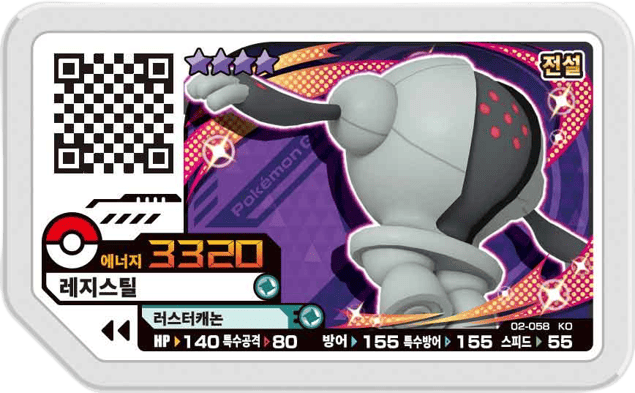 전설
Pokémon G
에너지 3320
레지스틸
러스터캐논
02-058 KO
HP 140 특수공격 80 방어 155 특수방어 155 스피드 55